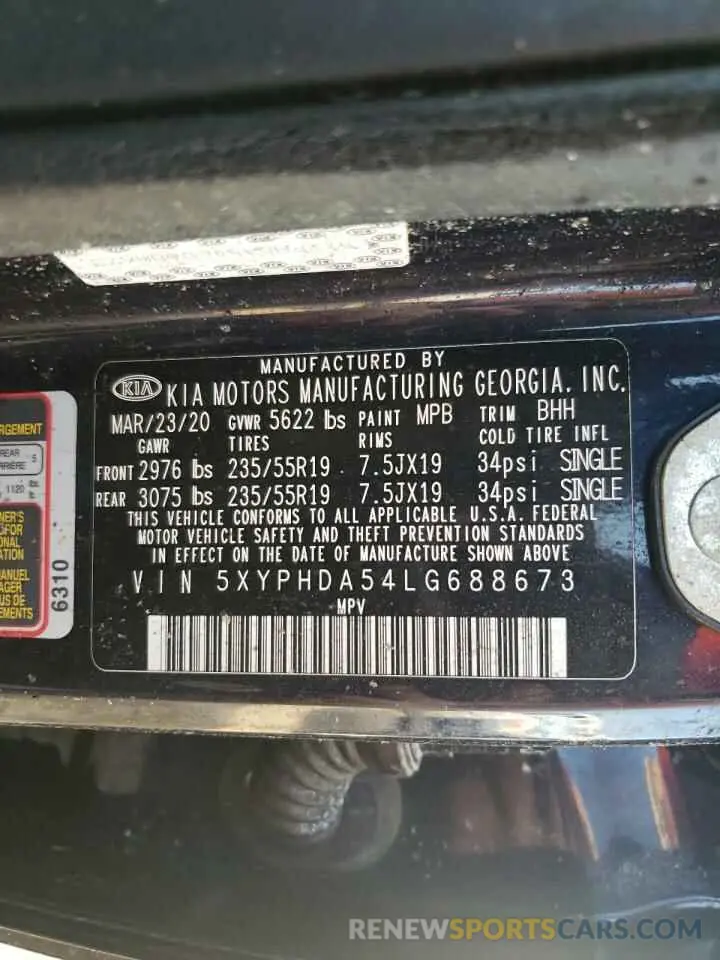 MANUFACTURED BY
KIA KIA MOTORS MANUFACTURING GEORGIA, INC.
MAR/23/20 GVWR 5622 lbs PAINT MPB TRIM BHH
GAWR TIRES RIMS COLD TIRE INFL
FRONT 2976 lbs 235/55R19 7.5JX19 34psi SINGLE
REAR 3075 lbs 235/55R19 7.5JX19 34psi SINGLE
THIS VEHICLE CONFORMS TO ALL APPLICABLE U.S.A. FEDERAL
MOTOR VEHICLE SAFETY AND THEFT PREVENTION STANDARDS
IN EFFECT ON THE DATE OF MANUFACTURE SHOWN ABOVE
VIN 5XYPHDA54LG688673
MPV
REAR 5
1120
6310
RENEWSPORTSCARS.COM